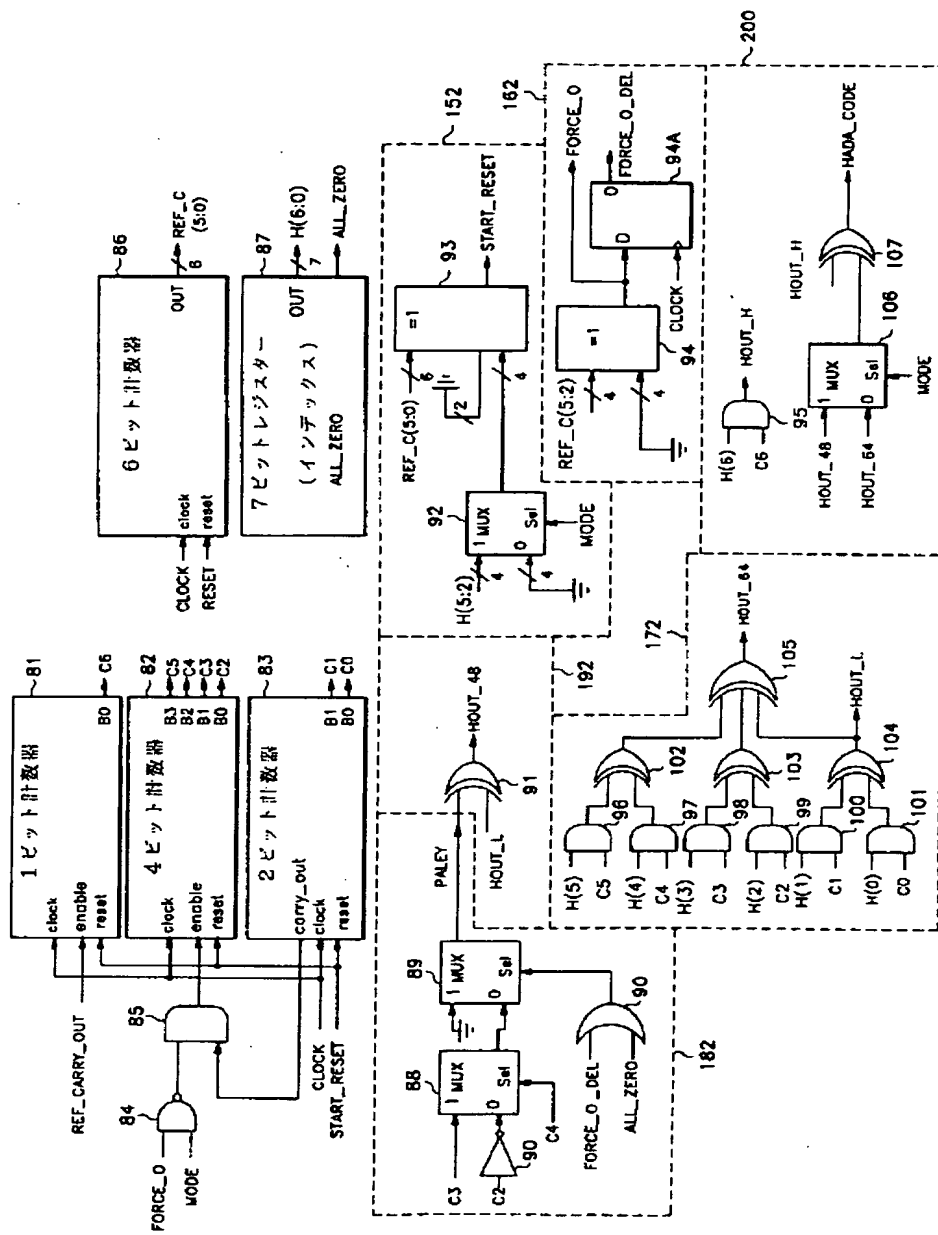 81
1ビット計数器
clock
enable
reset
B0
C6
82
4ビット計数器
clock
enable
reset
B3
B2
B1
B0
C5
C4
C3
C2
83
2ビット計数器
carry_out
clock
reset
B1
B0
C1
C0
REF_CARRY_OUT
85
84
FORCE_0
MODE
CLOCK
START_RESET
86
6ビット計数器
clock
reset
OUT
CLOCK
RESET
REF_C
(5:0)
6
87
7ビットレジスター
(インデックス)
ALL_ZERO
OUT
H(6:0)
7
ALL_ZERO
88
1 MUX
0 Sel
C3
C2
90
C4
89
1 MUX
0 Sel
90
FORCE_0_DEL
ALL_ZERO
182
PALEY
HOUT_L
91
HOUT_48
192
92
1 MUX
0 Sel
H(5:2)
4
4
MODE
4
REF_C(5:0)
6
2
=1
93
START_RESET
152
162
REF_C(5:2)
4
4
=1
94
CLOCK
D
0
94A
FORCE_0
FORCE_0_DEL
172
H(5)
C5
96
H(4)
C4
97
H(3)
C3
98
H(2)
C2
99
H(1)
C1
100
H(0)
C0
101
102
103
104
105
HOUT_64
HOUT_L
H(6)
C6
95
HOUT_H
HOUT_48
HOUT_64
1 MUX
0 Sel
106
MODE
HOUT_H
107
HADA_CODE
200